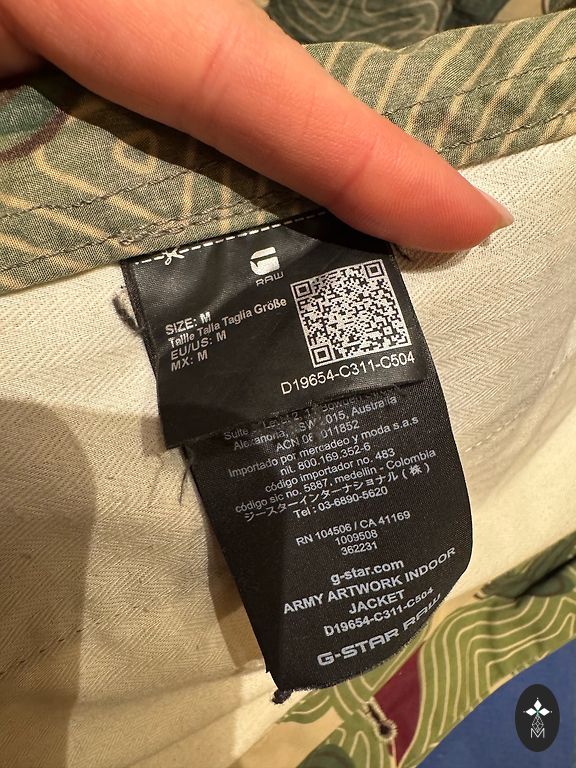 RAW
SIZE: M
Taille Talla Taglia Größe
EU/US: M
MX: M
D19654-C311-C504
Suite
Alexandria, NSW 2015, Australia
ACN 011852
Importado por mercadeo y moda s.a.s
nit. 800.169.352-6
código importador no. 483
código sic no. 5887, medellin - Colombia
ジースターインターナショナル(株)
Tel : 03-6890-5620
RN 104506 / CA 41169
1009508
362231
g-star.com
ARMY ARTWORK INDOOR
JACKET
D19654-C311-C504
G-STAR RAW
M